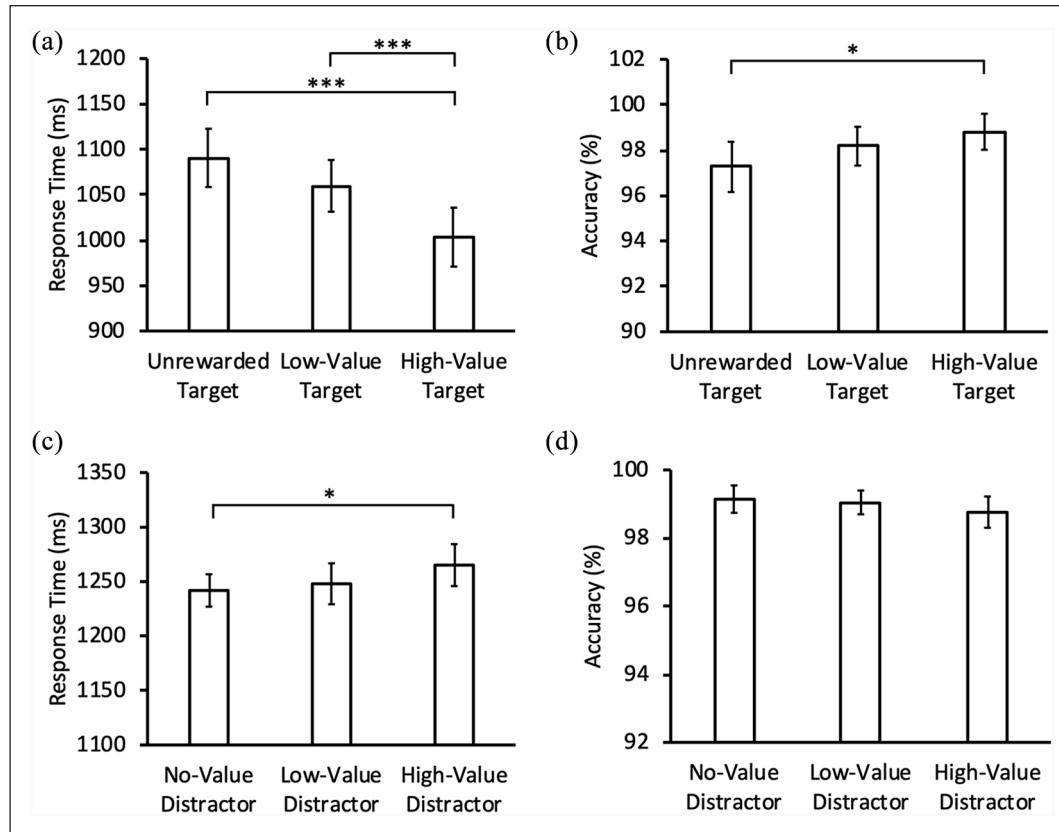 (a)
Response Time (ms)
1200
1150
1100
1050
1000
950
900
***
***
Unrewarded Target
Low-Value Target
High-Value Target
(b)
Accuracy (%)
102
100
98
96
94
92
90
*
Unrewarded Target
Low-Value Target
High-Value Target
(c)
Response Time (ms)
1350
1300
1250
1200
1150
1100
*
No-Value Distractor
Low-Value Distractor
High-Value Distractor
(d)
Accuracy (%)
100
98
96
94
92
No-Value Distractor
Low-Value Distractor
High-Value Distractor